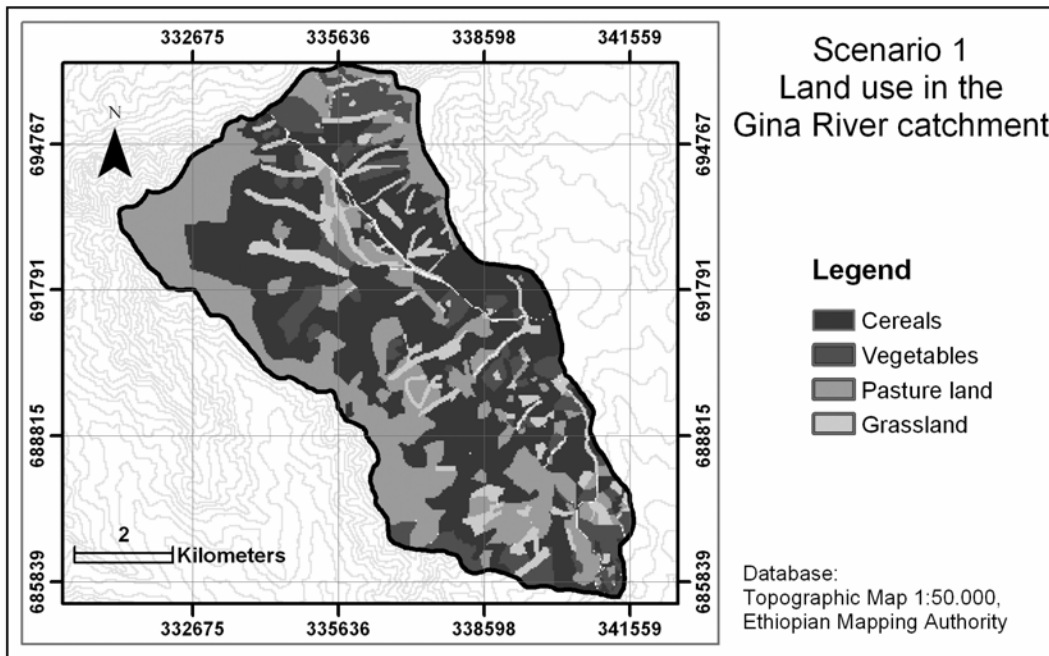 332675 335636 338598 341559
Scenario 1
Land use in the
Gina River catchment
N
694767 694767
691791 691791
688815 688815
685839 685839
Legend
Cereals
Vegetables
Pasture land
Grassland
2
Kilometers
332675 335636 338598 341559
Database:
Topographic Map 1:50.000,
Ethiopian Mapping Authority